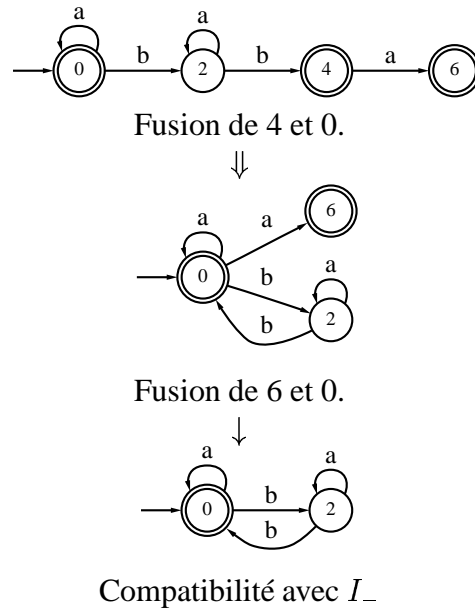 a a
b b a
0 2 4 6
Fusion de 4 et 0.
⇓
6
a a
0 b a
b 2
Fusion de 6 et 0.
↓
a a
0 b 2
b
Compatibilité avec I_